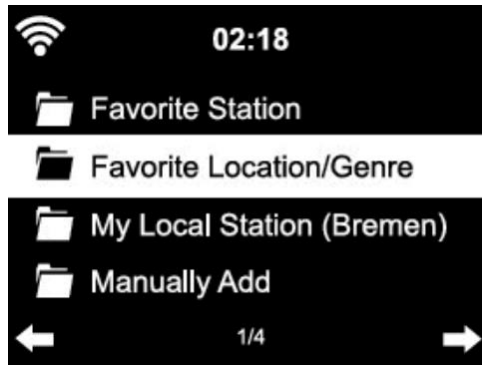 02:18
Favorite Station
Favorite Location/Genre
My Local Station (Bremen)
Manually Add
1/4